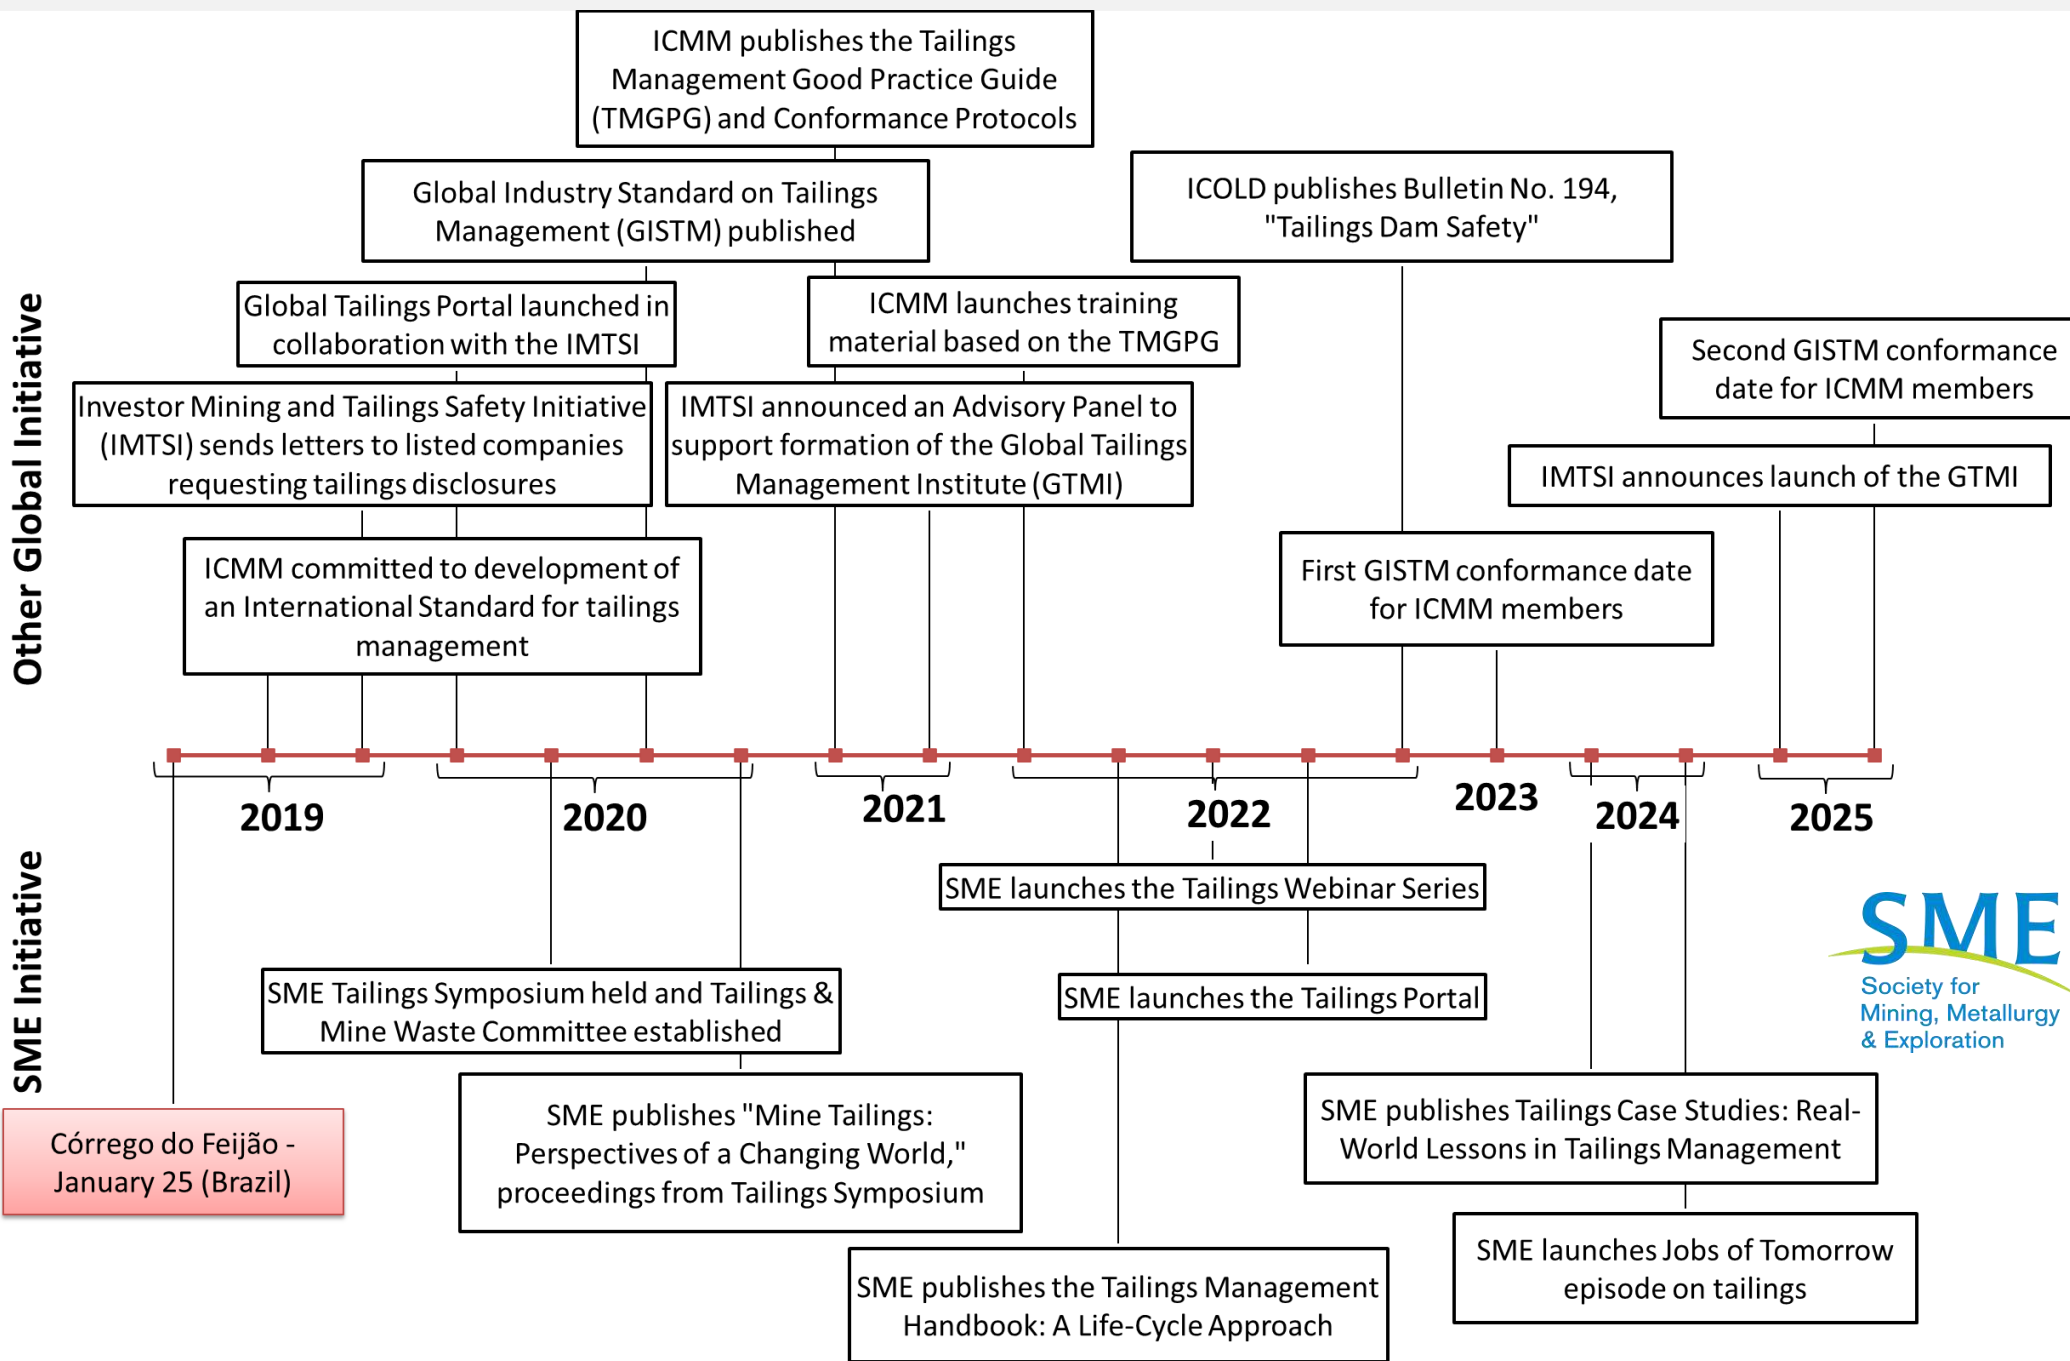 ICMM publishes the Tailings
Management Good Practice Guide
(TMGPG) and Conformance Protocols
Global Industry Standard on Tailings
Management (GISTM) published
ICOLD publishes Bulletin No. 194,
"Tailings Dam Safety"
Global Tailings Portal launched in
collaboration with the IMTSI
ICMM launches training
material based on the TMGPG
Second GISTM conformance
date for ICMM members
Investor Mining and Tailings Safety Initiative
(IMTSI) sends letters to listed companies
requesting tailings disclosures
IMTSI announced an Advisory Panel to
support formation of the Global Tailings
Management Institute (GTMI)
IMTSI announces launch of the GTMI
ICMM committed to development of
an International Standard for tailings
management
First GISTM conformance date
for ICMM members
Other Global Initiative
2019
2020
2021
2022
2023
2024
2025
SME Initiative
SME launches the Tailings Webinar Series
SME Tailings Symposium held and Tailings &
Mine Waste Committee established
SME launches the Tailings Portal
SME
Society for
Mining, Metallurgy
& Exploration
Córrego do Feijão -
January 25 (Brazil)
SME publishes "Mine Tailings:
Perspectives of a Changing World,"
proceedings from Tailings Symposium
SME publishes Tailings Case Studies: Real-
World Lessons in Tailings Management
SME publishes the Tailings Management
Handbook: A Life-Cycle Approach
SME launches Jobs of Tomorrow
episode on tailings